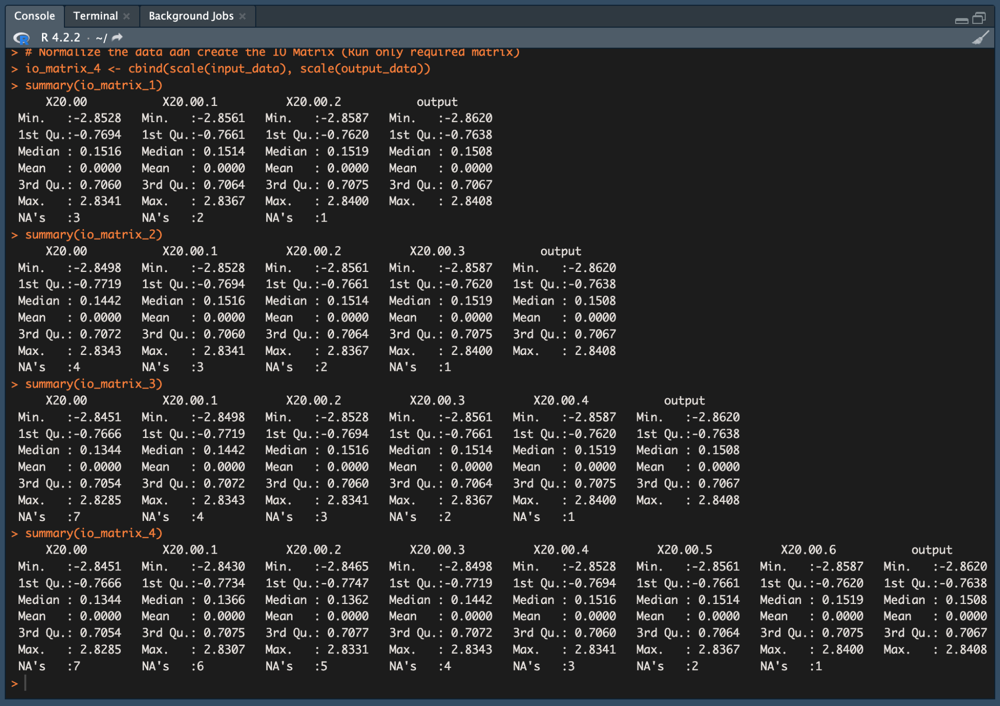 Console Terminal × Background Jobs ×
R R 4.2.2 · ~/
> # Normalize the data adn create the IO Matrix (Run only required matrix)
> io_matrix_4 <- cbind(scale(input_data), scale(output_data))
> summary(io_matrix_1)
X20.00 X20.00.1 X20.00.2 output
Min. :-2.8528 Min. :-2.8561 Min. :-2.8587 Min. :-2.8620
1st Qu.:-0.7694 1st Qu.:-0.7661 1st Qu.:-0.7620 1st Qu.:-0.7638
Median : 0.1516 Median : 0.1514 Median : 0.1519 Median : 0.1508
Mean : 0.0000 Mean : 0.0000 Mean : 0.0000 Mean : 0.0000
3rd Qu.: 0.7060 3rd Qu.: 0.7064 3rd Qu.: 0.7075 3rd Qu.: 0.7067
Max. : 2.8341 Max. : 2.8367 Max. : 2.8400 Max. : 2.8408
NA's :3 NA's :2 NA's :1
> summary(io_matrix_2)
X20.00 X20.00.1 X20.00.2 X20.00.3 output
Min. :-2.8498 Min. :-2.8528 Min. :-2.8561 Min. :-2.8587 Min. :-2.8620
1st Qu.:-0.7719 1st Qu.:-0.7694 1st Qu.:-0.7661 1st Qu.:-0.7620 1st Qu.:-0.7638
Median : 0.1442 Median : 0.1516 Median : 0.1514 Median : 0.1519 Median : 0.1508
Mean : 0.0000 Mean : 0.0000 Mean : 0.0000 Mean : 0.0000 Mean : 0.0000
3rd Qu.: 0.7072 3rd Qu.: 0.7060 3rd Qu.: 0.7064 3rd Qu.: 0.7075 3rd Qu.: 0.7067
Max. : 2.8343 Max. : 2.8341 Max. : 2.8367 Max. : 2.8400 Max. : 2.8408
NA's :4 NA's :3 NA's :2 NA's :1
> summary(io_matrix_3)
X20.00 X20.00.1 X20.00.2 X20.00.3 X20.00.4 output
Min. :-2.8451 Min. :-2.8498 Min. :-2.8528 Min. :-2.8561 Min. :-2.8587 Min. :-2.8620
1st Qu.:-0.7666 1st Qu.:-0.7719 1st Qu.:-0.7694 1st Qu.:-0.7661 1st Qu.:-0.7620 1st Qu.:-0.7638
Median : 0.1344 Median : 0.1442 Median : 0.1516 Median : 0.1514 Median : 0.1519 Median : 0.1508
Mean : 0.0000 Mean : 0.0000 Mean : 0.0000 Mean : 0.0000 Mean : 0.0000 Mean : 0.0000
3rd Qu.: 0.7054 3rd Qu.: 0.7072 3rd Qu.: 0.7060 3rd Qu.: 0.7064 3rd Qu.: 0.7075 3rd Qu.: 0.7067
Max. : 2.8285 Max. : 2.8343 Max. : 2.8341 Max. : 2.8367 Max. : 2.8400 Max. : 2.8408
NA's :7 NA's :4 NA's :3 NA's :2 NA's :1
> summary(io_matrix_4)
X20.00 X20.00.1 X20.00.2 X20.00.3 X20.00.4 X20.00.5 X20.00.6 output
Min. :-2.8451 Min. :-2.8430 Min. :-2.8465 Min. :-2.8498 Min. :-2.8528 Min. :-2.8561 Min. :-2.8587 Min. :-2.8620
1st Qu.:-0.7666 1st Qu.:-0.7734 1st Qu.:-0.7747 1st Qu.:-0.7719 1st Qu.:-0.7694 1st Qu.:-0.7661 1st Qu.:-0.7620 1st Qu.:-0.7638
Median : 0.1344 Median : 0.1366 Median : 0.1362 Median : 0.1442 Median : 0.1516 Median : 0.1514 Median : 0.1519 Median : 0.1508
Mean : 0.0000 Mean : 0.0000 Mean : 0.0000 Mean : 0.0000 Mean : 0.0000 Mean : 0.0000 Mean : 0.0000 Mean : 0.0000
3rd Qu.: 0.7054 3rd Qu.: 0.7075 3rd Qu.: 0.7077 3rd Qu.: 0.7072 3rd Qu.: 0.7060 3rd Qu.: 0.7064 3rd Qu.: 0.7075 3rd Qu.: 0.7067
Max. : 2.8285 Max. : 2.8307 Max. : 2.8331 Max. : 2.8343 Max. : 2.8341 Max. : 2.8367 Max. : 2.8400 Max. : 2.8408
NA's :7 NA's :6 NA's :5 NA's :4 NA's :3 NA's :2 NA's :1
>